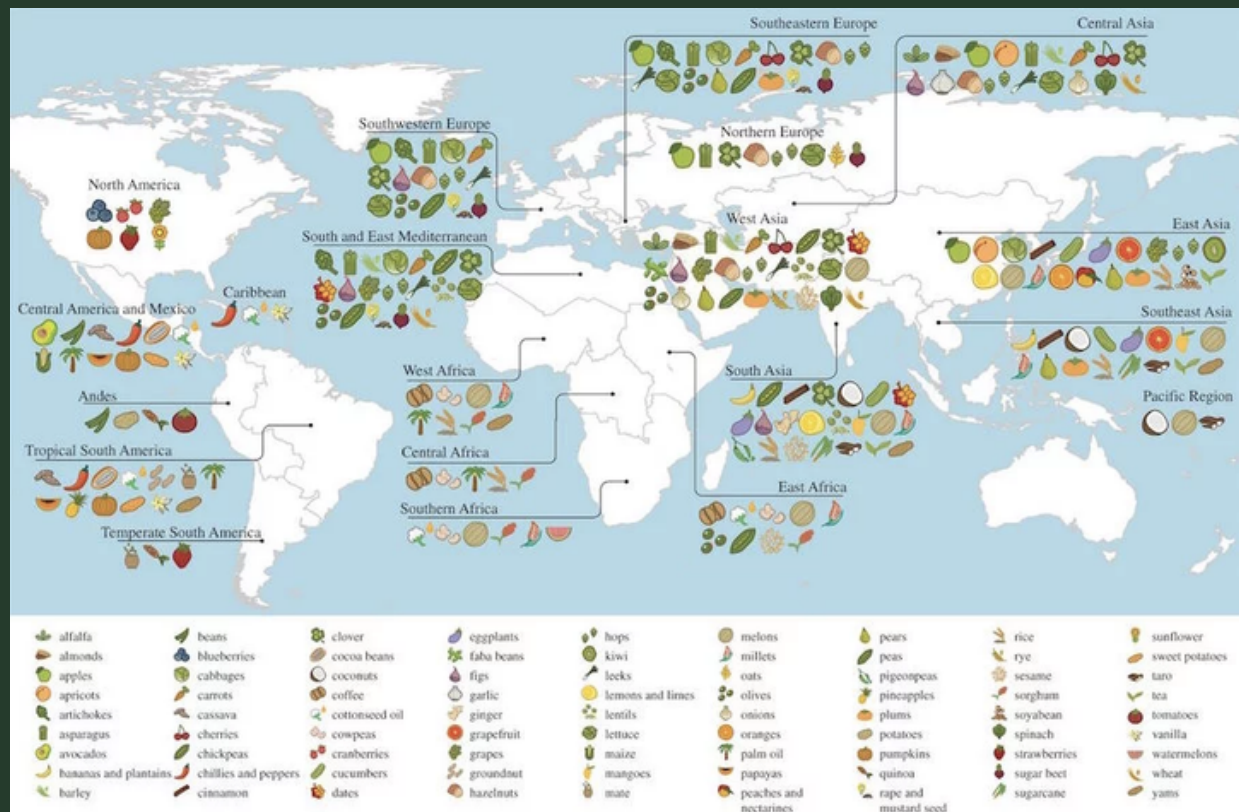 Southeastern Europe
Central Asia
Southwestern Europe
Northern Europe
North America
West Asia
South and East Mediterranean
East Asia
Caribbean
Central America and Mexico
Southeast Asia
West Africa
South Asia
Andes
Pacific Region
Tropical South America
Central Africa
East Africa
Southern Africa
Temperate South America
alfalfa
almonds
apples
apricots
artichokes
asparagus
avocados
bananas and plantains
barley
beans
blueberries
cabbages
carrots
cassava
cherries
chickpeas
chillies and peppers
cinnamon
clover
cocoa beans
coconuts
coffee
cottonseed oil
cowpeas
cranberries
cucumbers
dates
eggplants
faba beans
figs
garlic
ginger
grapefruit
grapes
groundnut
hazelnuts
hops
kiwi
leeks
lemons and limes
lentils
lettuce
maize
mangoes
mate
melons
millets
oats
olives
onions
oranges
palm oil
papayas
peaches and
nectarines
pears
peas
pigeonpeas
pineapples
plums
potatoes
pumpkins
quinoa
rape and
mustard seed
rice
rye
sesame
sorghum
soyabean
spinach
strawberries
sugar beet
sugarcane
sunflower
sweet potatoes
taro
tea
tomatoes
vanilla
watermelons
wheat
yams